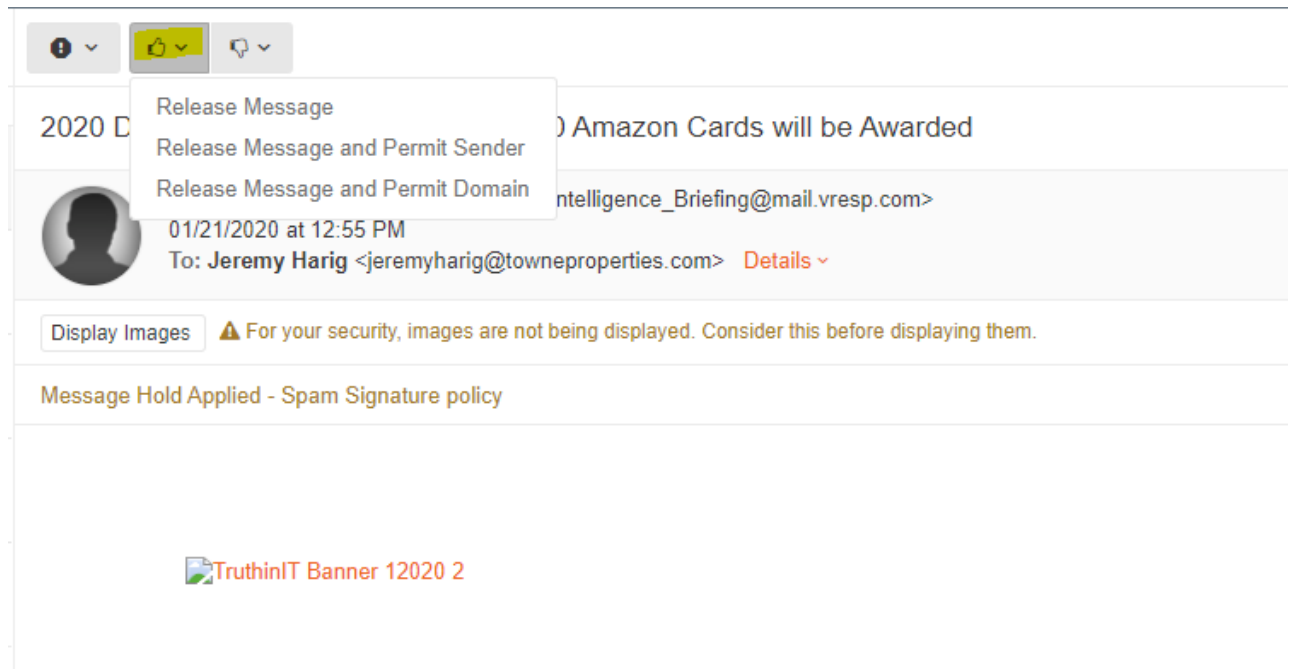 Release Message
Release Message and Permit Sender
Release Message and Permit Domain
2020 D
0 Amazon Cards will be Awarded
ntelligence_Briefing@mail.vresp.com>
01/21/2020 at 12:55 PM
To: Jeremy Harig <jeremyharig@towneproperties.com> Details
Display Images For your security, images are not being displayed. Consider this before displaying them.
Message Hold Applied - Spam Signature policy
TruthinIT Banner 12020 2